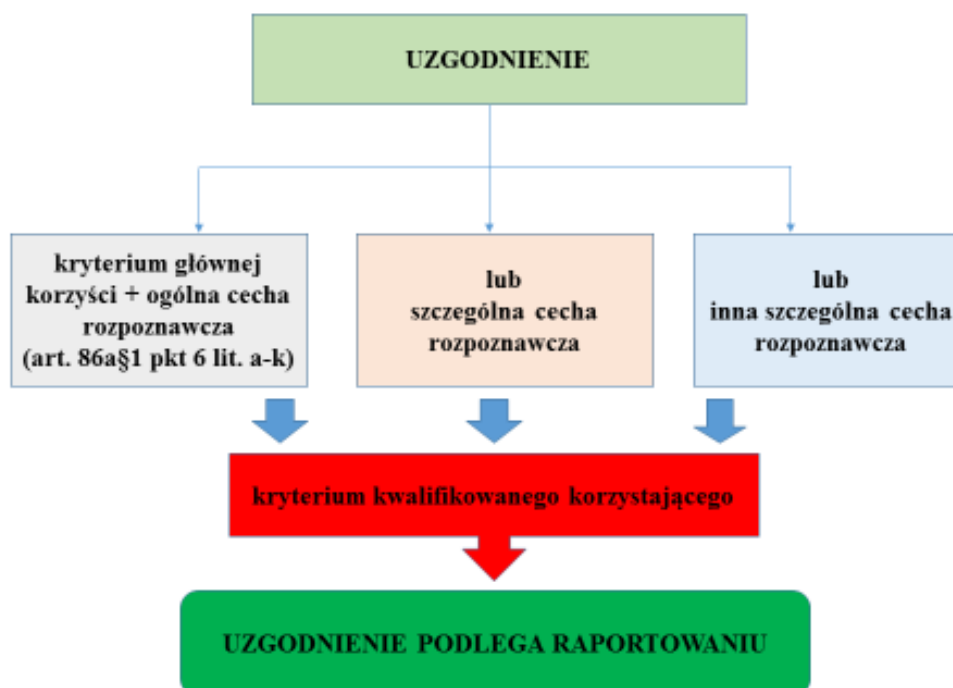 UZGODNIENIE
kryterium głównej
korzyści + ogólna cecha
rozpoznawcza
(art. 86a§1 pkt 6 lit. a-k)
lub
szczególna cecha
rozpoznawcza
lub
inna szczególna cecha
rozpoznawcza
kryterium kwalifikowanego korzystającego
UZGODNIENIE PODLEGA RAPORTOWANIU